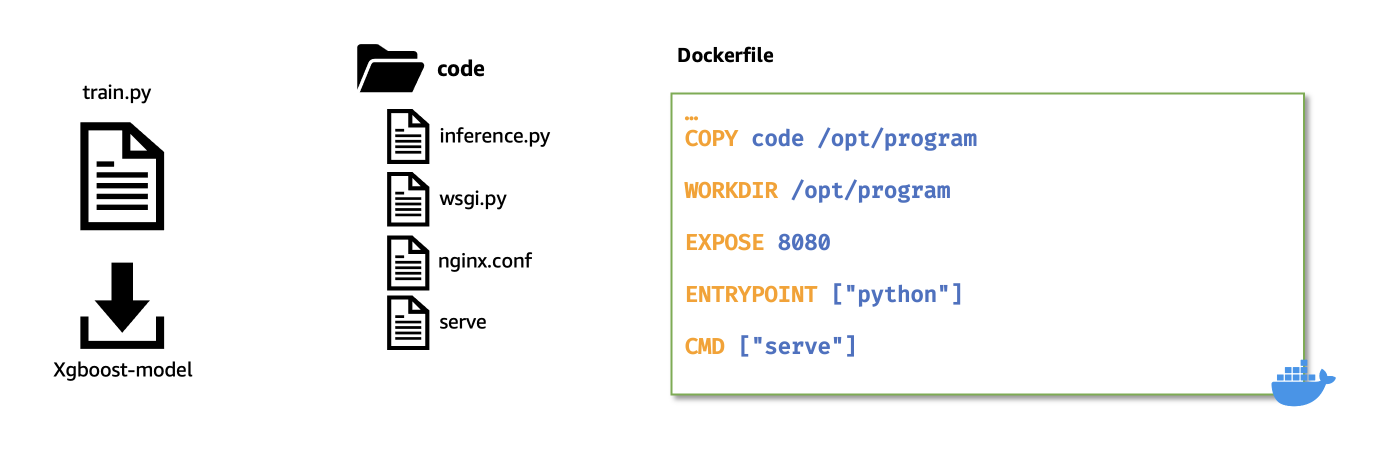 train.py
Xgboost-model
code
inference.py
wsgi.py
nginx.conf
serve
Dockerfile
…
COPY code /opt/program
WORKDIR /opt/program
EXPOSE 8080
ENTRYPOINT ["python"]
CMD ["serve"]